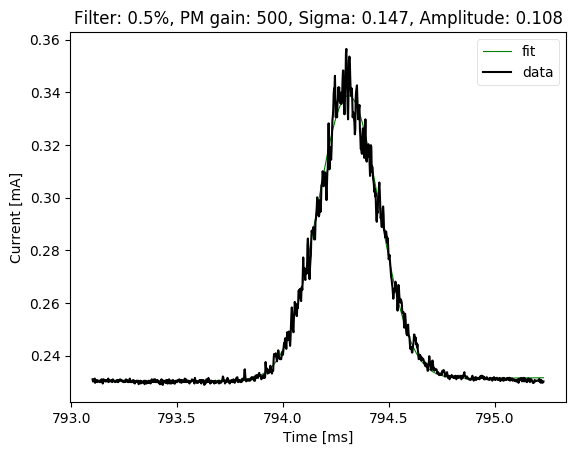 Filter: 0.5%, PM gain: 500, Sigma: 0.147, Amplitude: 0.108
fit
data
Current [mA]
0.36
0.34
0.32
0.30
0.28
0.26
0.24
793.0 793.5 794.0 794.5 795.0
Time [ms]